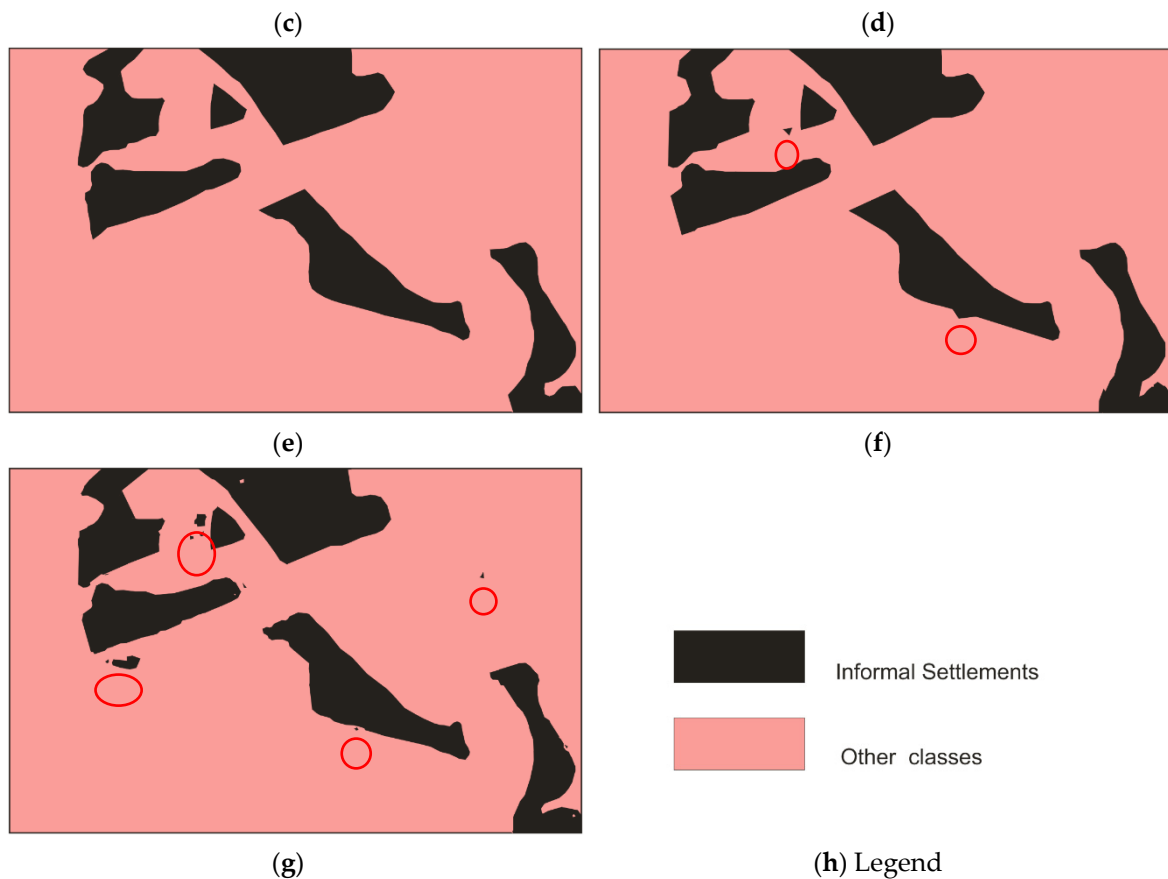 (c) (d)
(e) (f)
Informal Settlements
Other classes
(g) (h) Legend